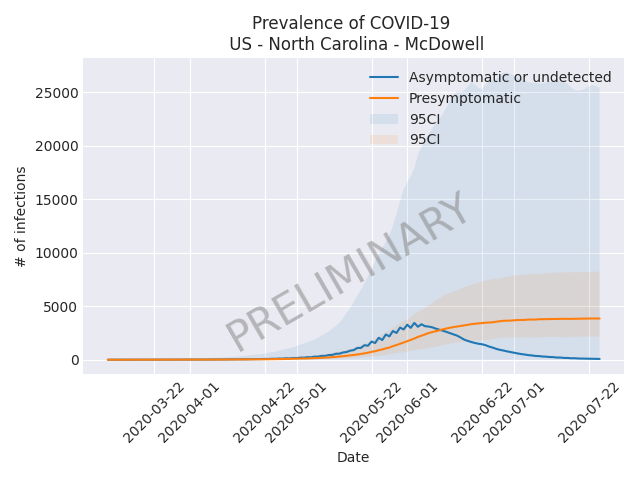 Prevalence of COVID-19
US - North Carolina - McDowell
Asymptomatic or undetected
Presymptomatic
95CI
95CI
25000
20000
15000
10000
5000
0
# of infections
PRELIMINARY
2020-03-22
2020-04-01
2020-04-22
2020-05-01
2020-05-22
2020-06-01
2020-06-22
2020-07-01
2020-07-22
Date